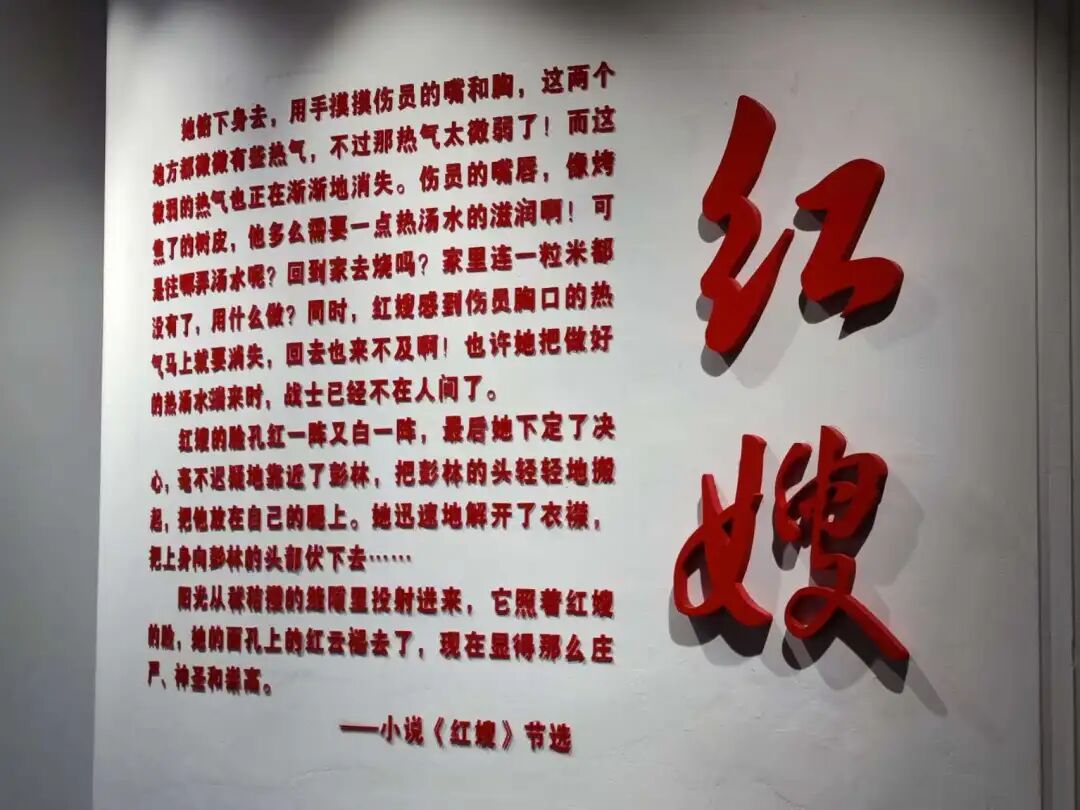 红嫂
她俯下身去，用手摸摸伤员的嘴和胸，这两个
地方都微微有些热气，不过那热气太微弱了！而这
微弱的热气也正在渐渐地消失。伤员的嘴唇，像烤
焦了的树皮，他多么需要一点热汤水的滋润啊！可
是往哪弄汤水呢？回到家去烧吗？家里连一粒米都
没有了，用什么做？同时，红嫂感到伤员胸口的热
气马上就要消失，回去也来不及啊！也许她把做好
的热汤水端来时，战士已经不在人间了。
红嫂的脸孔红一阵又白一阵，最后她下定了决
心，毫不迟疑地靠近了彭林，把彭林的头轻轻地搬
起，把他放在自己的腿上。她迅速地解开了衣襟，
把上身向彭林的头部伏下去……
阳光从秫秸的缝隙里投射进来，它照着红嫂
的脸，她的面孔上的红云褪去了，现在显得那么庄
严、神圣和崇高。
——小说《红嫂》节选